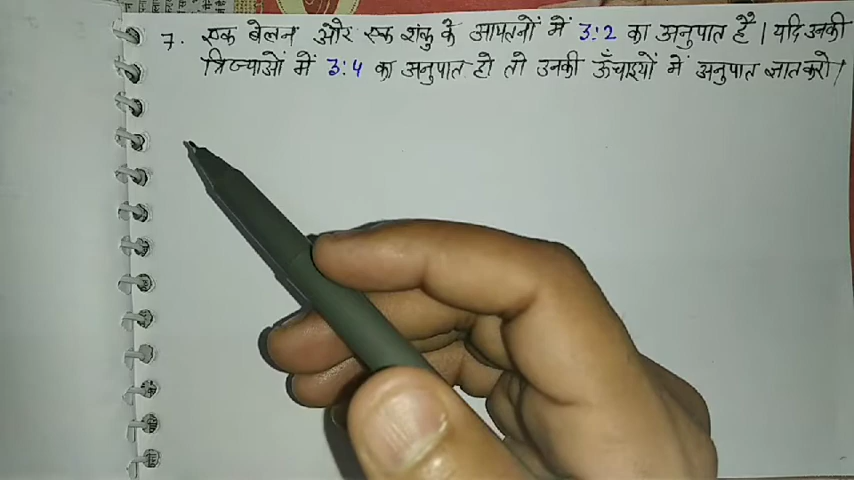 7. एक बेलन और एक शंकु के आयतनों में 3:2 का अनुपात है। यदि उनकी
त्रिज्याओं में 3:4 का अनुपात हो तो उनकी ऊँचाइयों में अनुपात ज्ञात करो।